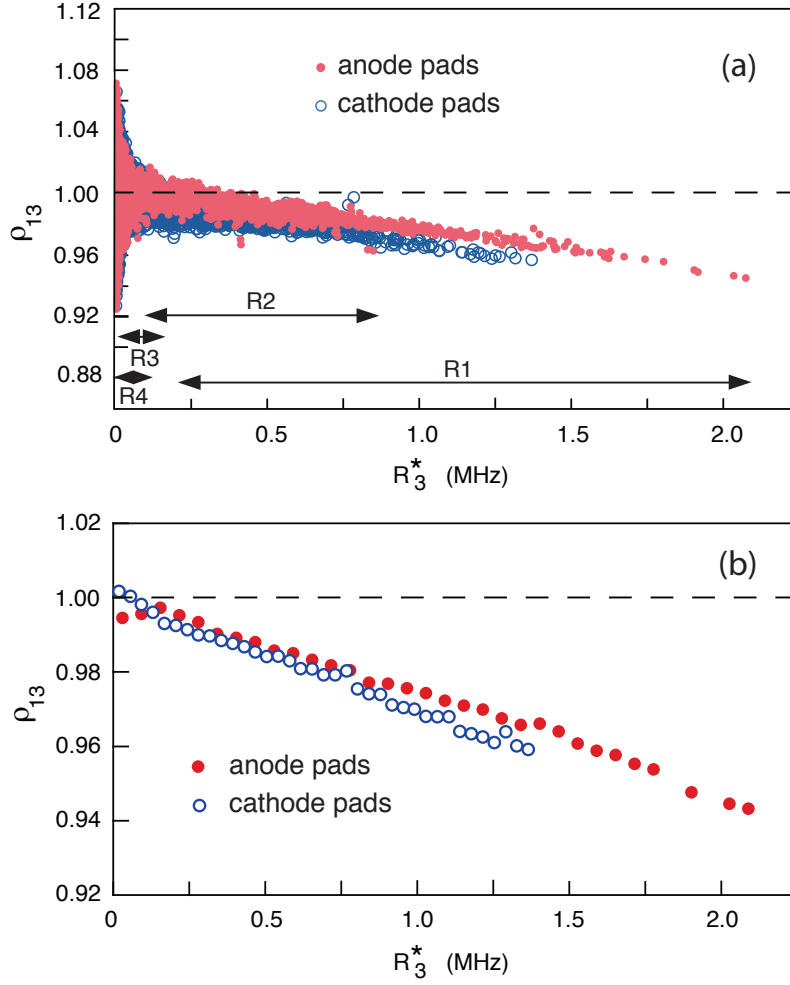 1.12
(a)
1.08
anode pads
cathode pads
1.04
1.00
ρ13
0.96
R2
0.92
R3
R1
0.88
R4
0 0.5 1.0 1.5 2.0
R*3 (MHz)
1.02
(b)
1.00
0.98
ρ13
0.96
anode pads
cathode pads
0.94
0.92
0 0.5 1.0 1.5 2.0
R*3 (MHz)